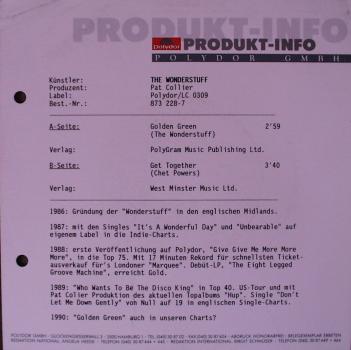 PRODUKT-INFO
Polydor PRODUKT-INFO
POLYDOR GMBH
Künstler: THE WONDERSTUFF
Produzent: Pat Collier
Label: Polydor/LC 0309
Best.-Nr.: 873 228-7
A-Seite: Golden Green 2'59
(The Wonderstuff)
Verlag: PolyGram Music Publishing Ltd.
B-Seite: Get Together 3'40
(Chet Powers)
Verlag: West Minster Music Ltd.
1986: Gründung der "Wonderstuff" in den englischen Midlands.
1987: mit den Singles "It's A Wonderful Day" und "Unbearable" auf
eigenem Label in die Indie-Charts.
1988: erste Veröffentlichung auf Polydor, "Give Give Me More More
More", in die Top 75. Mit 17 Minuten Rekord für schnellsten Ticket-
ausverkauf für's Londoner "Marquee". Debüt-LP, "The Eight Legged
Groove Machine", erreicht Gold.
1989: "Who Wants To Be The Disco King" in Top 40. US-Tour und mit
Pat Colier Produktion des aktuellen Topalbums "Hup". Single "Don't
Let Me Down Gently" von Null auf 19 in englischen Single-Charts.
1990: "Golden Green" auch in unseren Charts?
POLYDOR GMBH